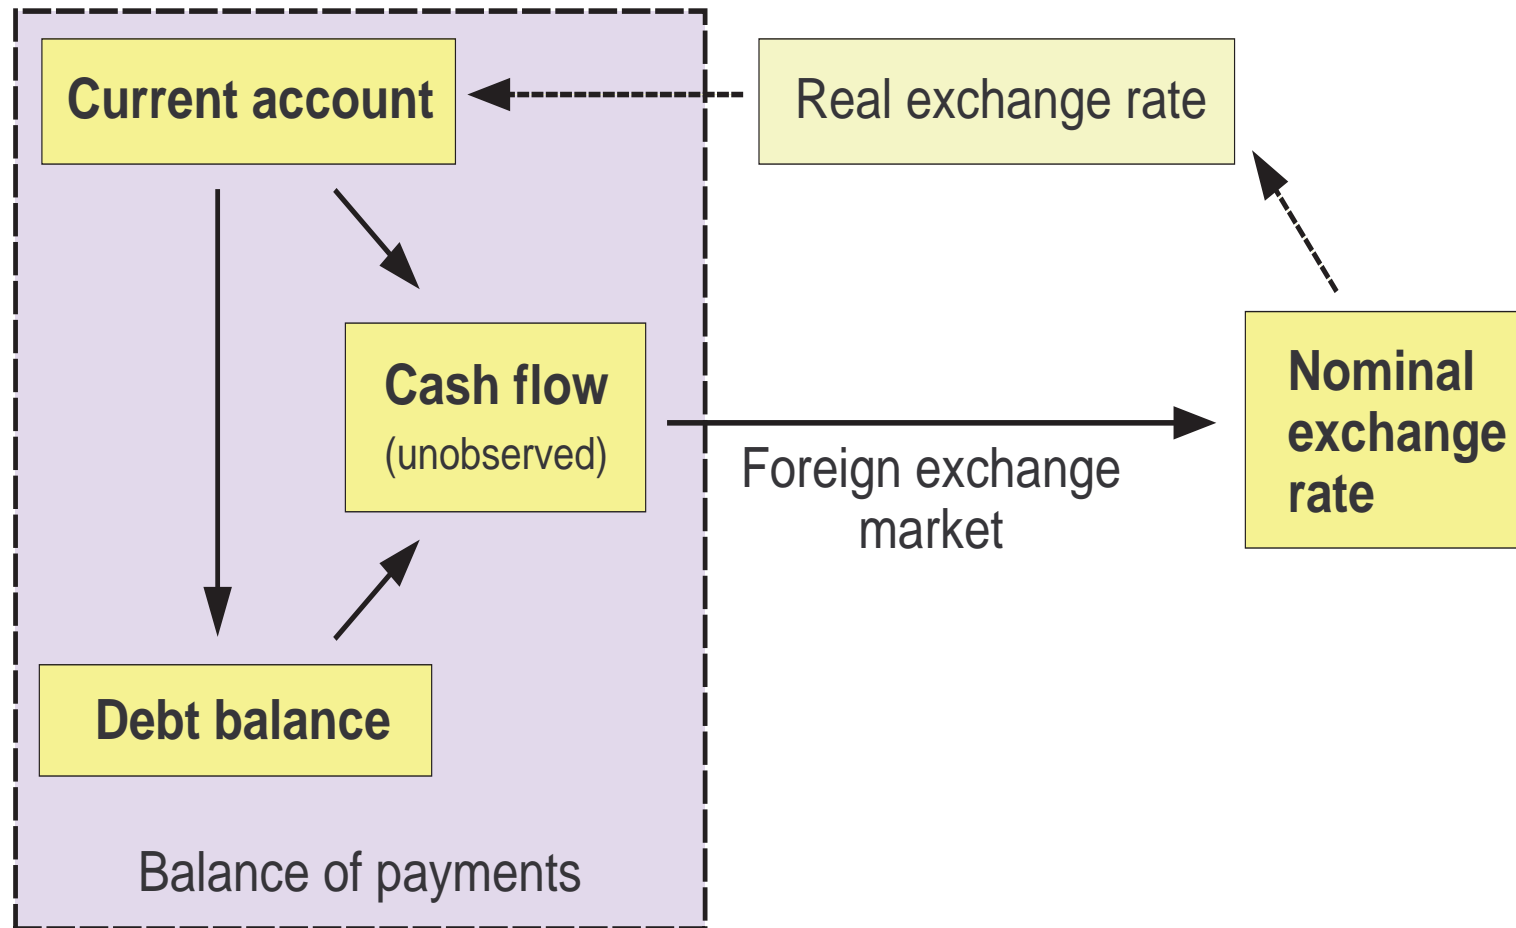 Current account
Real exchange rate
Cash flow
(unobserved)
Nominal
exchange
rate
Foreign exchange
market
Debt balance
Balance of payments